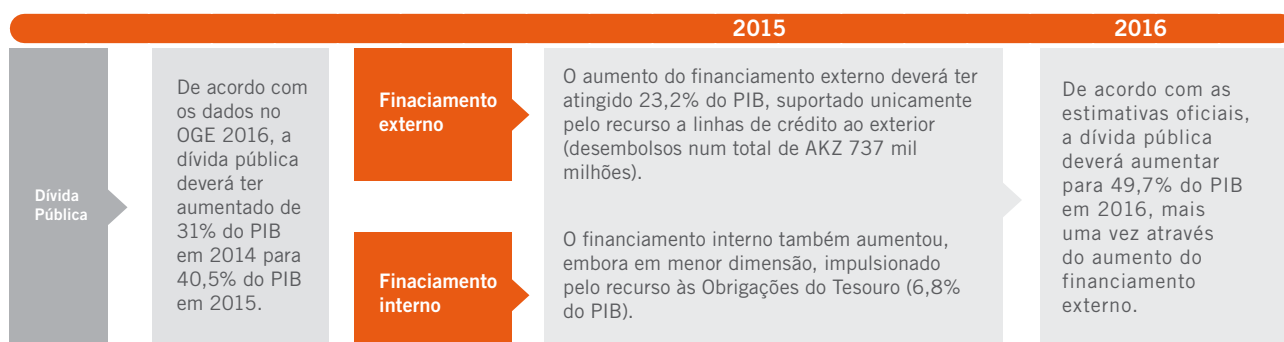 2015
2016
Dívida
Pública
De acordo com
os dados no
OGE 2016, a
dívida pública
deverá ter
aumentado de
31% do PIB
em 2014 para
40,5% do PIB
em 2015.
Finaciamento
externo
O aumento do financiamento externo deverá ter
atingido 23,2% do PIB, suportado unicamente
pelo recurso a linhas de crédito ao exterior
(desembolsos num total de AKZ 737 mil
milhões).
Finaciamento
interno
O financiamento interno também aumentou,
embora em menor dimensão, impulsionado
pelo recurso às Obrigações do Tesouro (6,8%
do PIB).
De acordo com as
estimativas oficiais,
a dívida pública
deverá aumentar
para 49,7% do PIB
em 2016, mais
uma vez através
do aumento do
financiamento
externo.